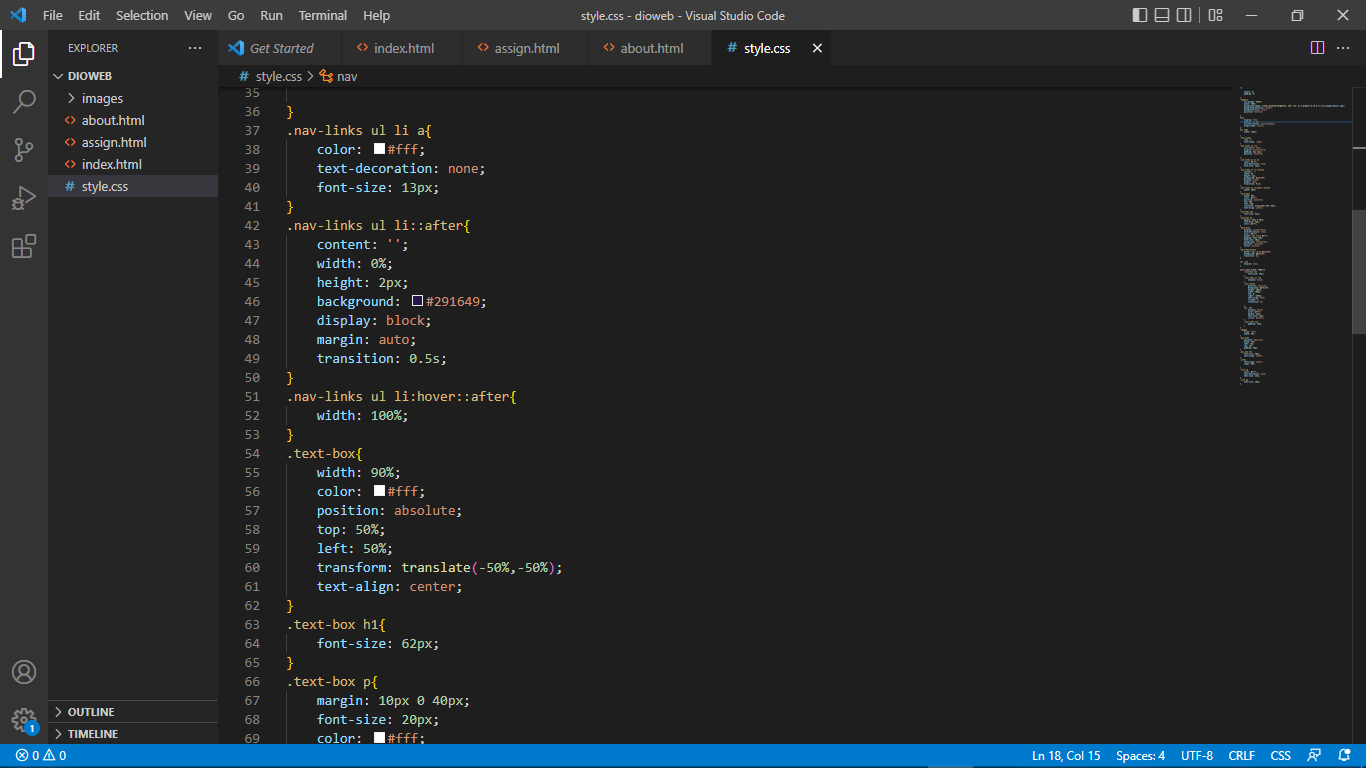 File Edit Selection View Go Run Terminal Help style.css - dioweb - Visual Studio Code
EXPLORER
DIOWEB
images
about.html
assign.html
index.html
style.css
OUTLINE
TIMELINE
Get Started index.html assign.html about.html style.css
style.css > nav
35
36 }
37 .nav-links ul li a{
38 color: #fff;
39 text-decoration: none;
40 font-size: 13px;
41 }
42 .nav-links ul li::after{
43 content: '';
44 width: 0%;
45 height: 2px;
46 background: #291649;
47 display: block;
48 margin: auto;
49 transition: 0.5s;
50 }
51 .nav-links ul li:hover::after{
52 width: 100%;
53 }
54 .text-box{
55 width: 90%;
56 color: #fff;
57 position: absolute;
58 top: 50%;
59 left: 50%;
60 transform: translate(-50%,-50%);
61 text-align: center;
62 }
63 .text-box h1{
64 font-size: 62px;
65 }
66 .text-box p{
67 margin: 10px 0 40px;
68 font-size: 20px;
69 color: #fff;
1
0 0 Ln 18, Col 15 Spaces: 4 UTF-8 CRLF CSS